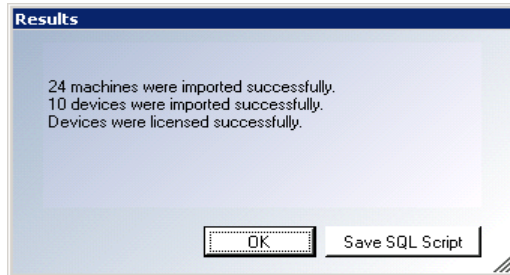 Results
24 machines were imported successfully.
10 devices were imported successfully.
Devices were licensed successfully.
OK
Save SQL Script